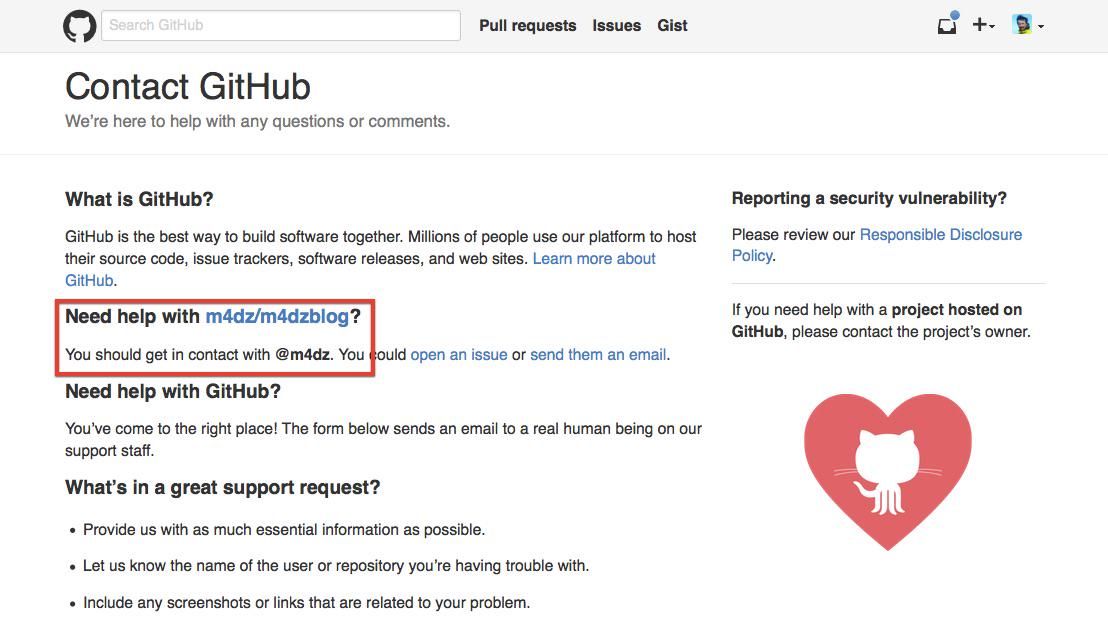 Search GitHub
Pull requests Issues Gist
Contact GitHub
We're here to help with any questions or comments.
What is GitHub?
GitHub is the best way to build software together. Millions of people use our platform to host
their source code, issue trackers, software releases, and web sites. Learn more about
GitHub.
Need help with m4dz/m4dzblog?
You should get in contact with @m4dz. You could open an issue or send them an email.
Need help with GitHub?
You've come to the right place! The form below sends an email to a real human being on our
support staff.
What's in a great support request?
• Provide us with as much essential information as possible.
• Let us know the name of the user or repository you're having trouble with.
• Include any screenshots or links that are related to your problem.
Reporting a security vulnerability?
Please review our Responsible Disclosure
Policy.
If you need help with a project hosted on
GitHub, please contact the project's owner.